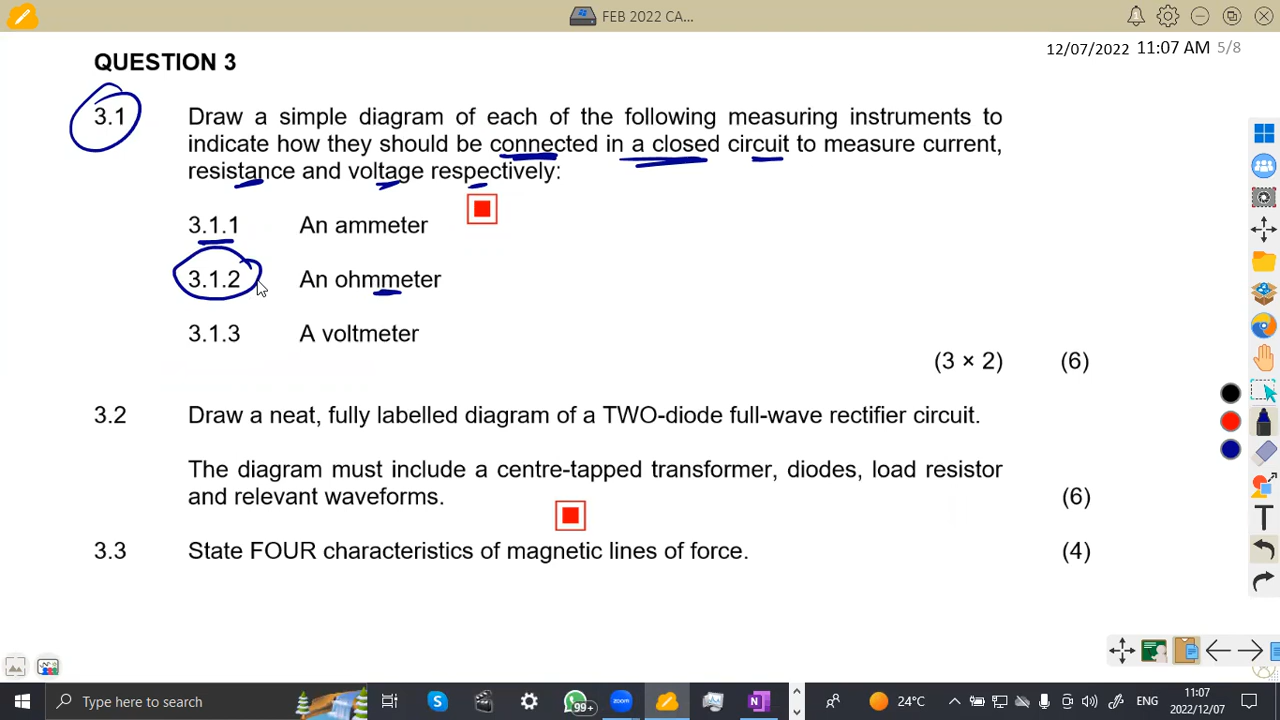 FEB 2022 CA...
12/07/2022 11:07 AM 5/8
QUESTION 3
3.1 Draw a simple diagram of each of the following measuring instruments to
indicate how they should be connected in a closed circuit to measure current,
resistance and voltage respectively:
3.1.1 An ammeter
3.1.2 An ohmmeter
3.1.3 A voltmeter
(3 × 2) (6)
3.2 Draw a neat, fully labelled diagram of a TWO-diode full-wave rectifier circuit.
The diagram must include a centre-tapped transformer, diodes, load resistor
and relevant waveforms. (6)
3.3 State FOUR characteristics of magnetic lines of force. (4)
T
Type here to search
S
99+
zoom
N
24°C
ENG
11:07
2022/12/07